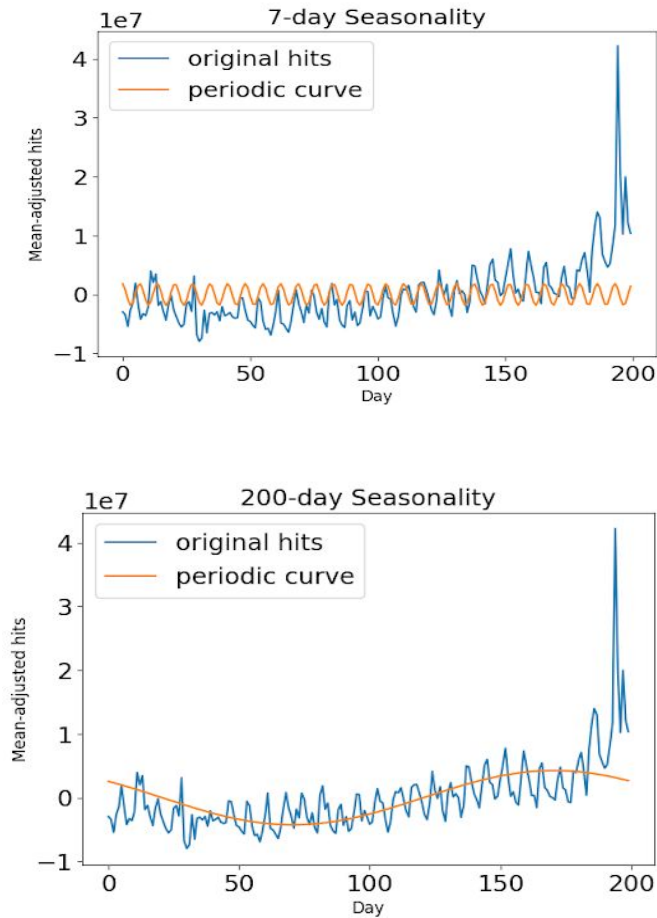 7-day Seasonality
1e7
original hits
periodic curve
4
3
2
1
0
−1
Mean-adjusted hits
0 50 100 150 200
Day
200-day Seasonality
1e7
original hits
periodic curve
4
3
2
1
0
−1
Mean-adjusted hits
0 50 100 150 200
Day